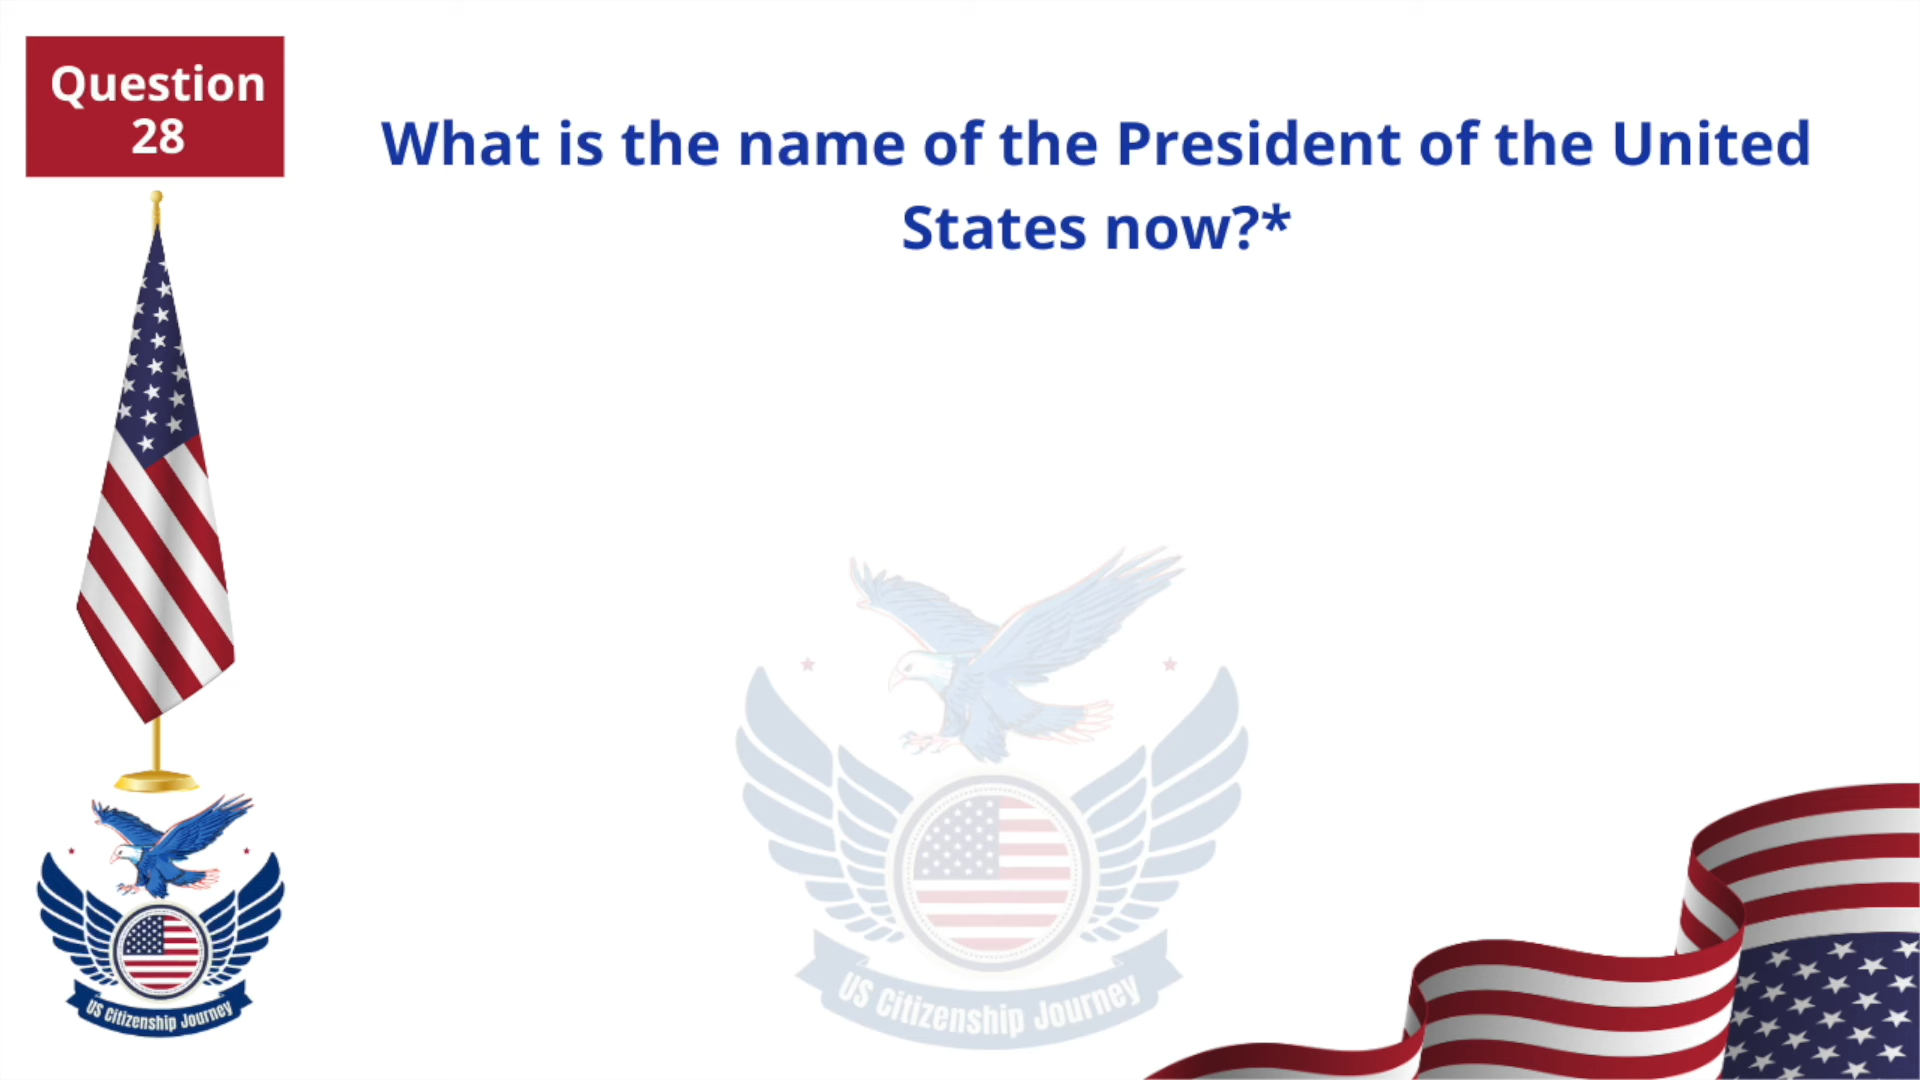 Question
28
What is the name of the President of the United
States now?*
US Citizenship Journey
US Citizenship Journey